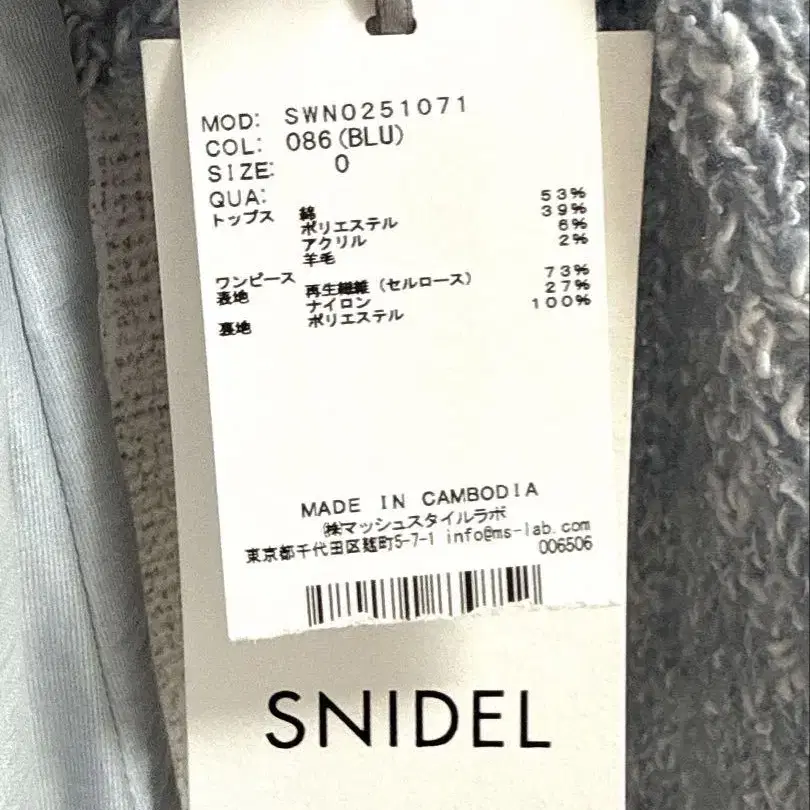 MOD: SWNO251071
COL: 086(BLU)
SIZE: 0
QUA:
トップス 綿 53%
ポリエステル 39%
アクリル 6%
羊毛 2%
ワンピース
表地 再生繊維 (セルロース) 73%
ナイロン 27%
裏地 ポリエステル 100%
MADE IN CAMBODIA
㈱マッシュスタイルラボ
東京都千代田区麹町5-7-1 info@ms-lab.com
006506
SNIDEL